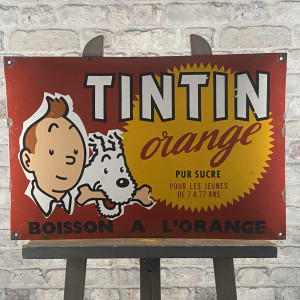 TINTIN
orange
PUR SUCRE
POUR LES JEUNES
DE 7 A 77 ANS
BOISSON A L'ORANGE